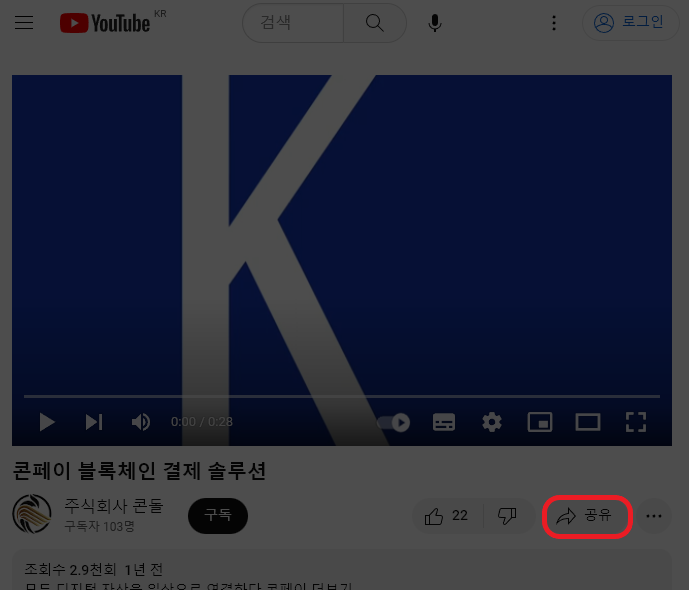 YouTube KR
검색
로그인
K
0:00 / 0:28
콘페이 블록체인 결제 솔루션
주식회사 콘돌
구독자 103명
구독
22
공유
조회수 2.9천회 1년 전
모든 디지털 자산을 일상으로 연결하다 콘페이 더보기